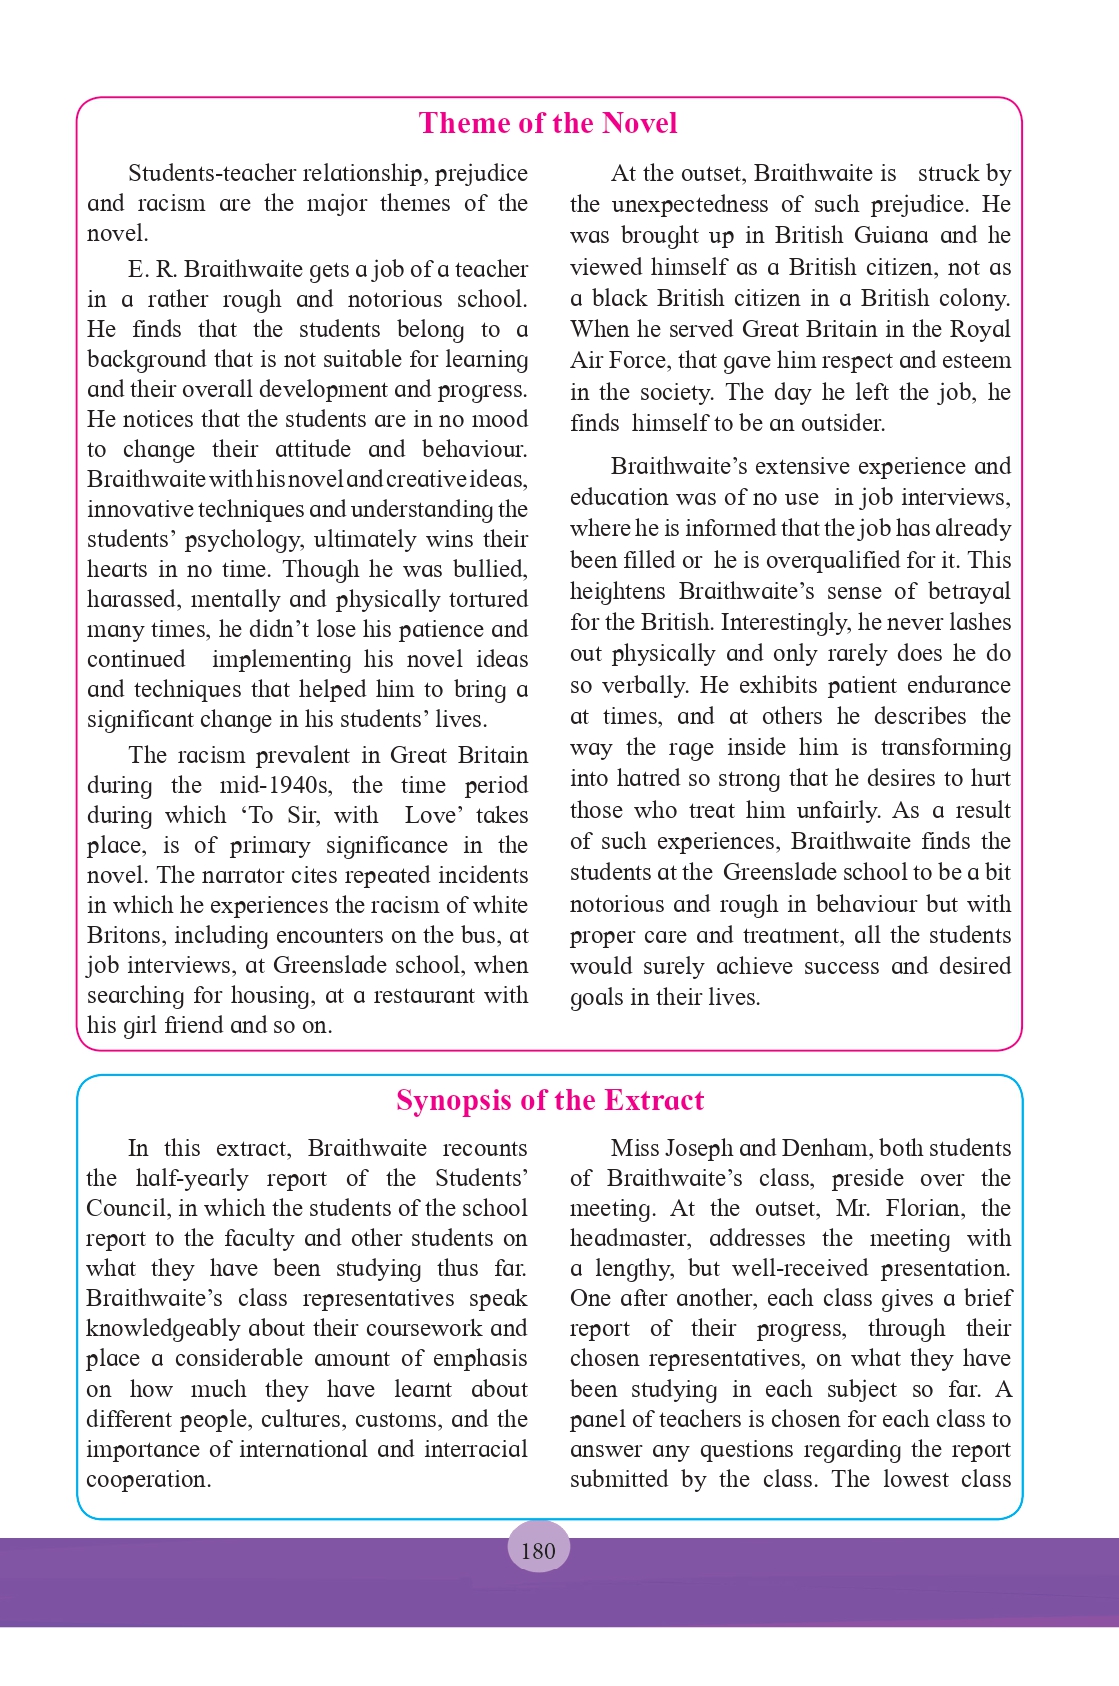 Theme of the Novel
Students-teacher relationship, prejudice
and racism are the major themes of the
novel.
E. R. Braithwaite gets a job of a teacher
in a rather rough and notorious school.
He finds that the students belong to a
background that is not suitable for learning
and their overall development and progress.
He notices that the students are in no mood
to change their attitude and behaviour.
Braithwaite with his novel and creative ideas,
innovative techniques and understanding the
students’ psychology, ultimately wins their
hearts in no time. Though he was bullied,
harassed, mentally and physically tortured
many times, he didn’t lose his patience and
continued implementing his novel ideas
and techniques that helped him to bring a
significant change in his students’ lives.
The racism prevalent in Great Britain
during the mid-1940s, the time period
during which ‘To Sir, with Love’ takes
place, is of primary significance in the
novel. The narrator cites repeated incidents
in which he experiences the racism of white
Britons, including encounters on the bus, at
job interviews, at Greenslade school, when
searching for housing, at a restaurant with
his girl friend and so on.
At the outset, Braithwaite is struck by
the unexpectedness of such prejudice. He
was brought up in British Guiana and he
viewed himself as a British citizen, not as
a black British citizen in a British colony.
When he served Great Britain in the Royal
Air Force, that gave him respect and esteem
in the society. The day he left the job, he
finds himself to be an outsider.
Braithwaite’s extensive experience and
education was of no use in job interviews,
where he is informed that the job has already
been filled or he is overqualified for it. This
heightens Braithwaite’s sense of betrayal
for the British. Interestingly, he never lashes
out physically and only rarely does he do
so verbally. He exhibits patient endurance
at times, and at others he describes the
way the rage inside him is transforming
into hatred so strong that he desires to hurt
those who treat him unfairly. As a result
of such experiences, Braithwaite finds the
students at the Greenslade school to be a bit
notorious and rough in behaviour but with
proper care and treatment, all the students
would surely achieve success and desired
goals in their lives.
Synopsis of the Extract
In this extract, Braithwaite recounts
the half-yearly report of the Students’
Council, in which the students of the school
report to the faculty and other students on
what they have been studying thus far.
Braithwaite’s class representatives speak
knowledgeably about their coursework and
place a considerable amount of emphasis
on how much they have learnt about
different people, cultures, customs, and the
importance of international and interracial
cooperation.
Miss Joseph and Denham, both students
of Braithwaite’s class, preside over the
meeting. At the outset, Mr. Florian, the
headmaster, addresses the meeting with
a lengthy, but well-received presentation.
One after another, each class gives a brief
report of their progress, through their
chosen representatives, on what they have
been studying in each subject so far. A
panel of teachers is chosen for each class to
answer any questions regarding the report
submitted by the class. The lowest class
180